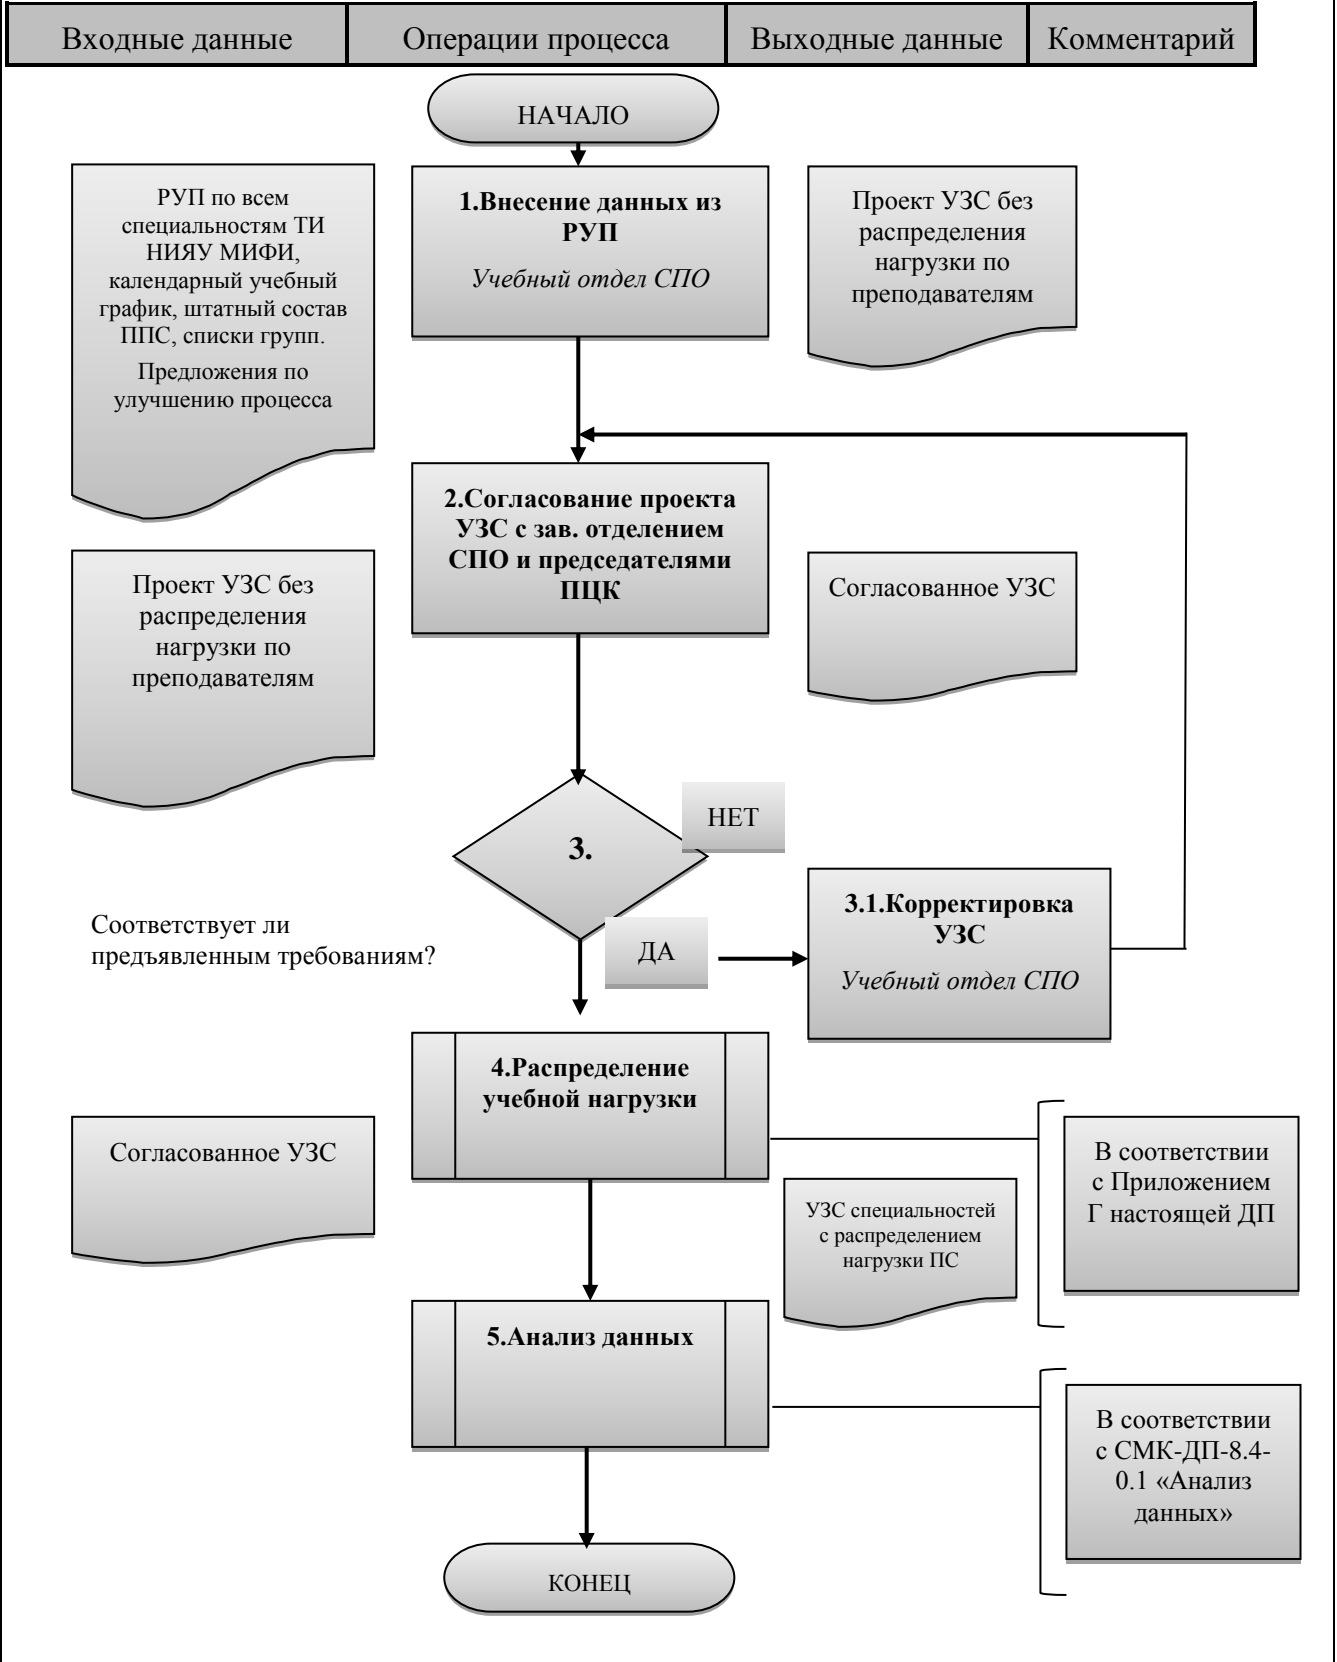 Входные данные
Операции процесса
Выходные данные
Комментарий
НАЧАЛО
РУП по всем
специальностям ТИ
НИЯУ МИФИ,
календарный учебный
график, штатный состав
ППС, списки групп.
Предложения по
улучшению процесса
1.Внесение данных из
РУП
Учебный отдел СПО
Проект УЗС без
распределения
нагрузки по
преподавателям
2.Согласование проекта
УЗС с зав. отделением
СПО и председателями
ПЦК
Проект УЗС без
распределения
нагрузки по
преподавателям
Согласованное УЗС
3.
НЕТ
Соответствует ли
предъявленным требованиям?
ДА
3.1.Корректировка
УЗС
Учебный отдел СПО
4.Распределение
учебной нагрузки
Согласованное УЗС
В соответствии
с Приложением
Г настоящей ДП
УЗС специальностей
с распределением
нагрузки ПС
5.Анализ данных
В соответствии
с СМК-ДП-8.4-
0.1 «Анализ
данных»
КОНЕЦ